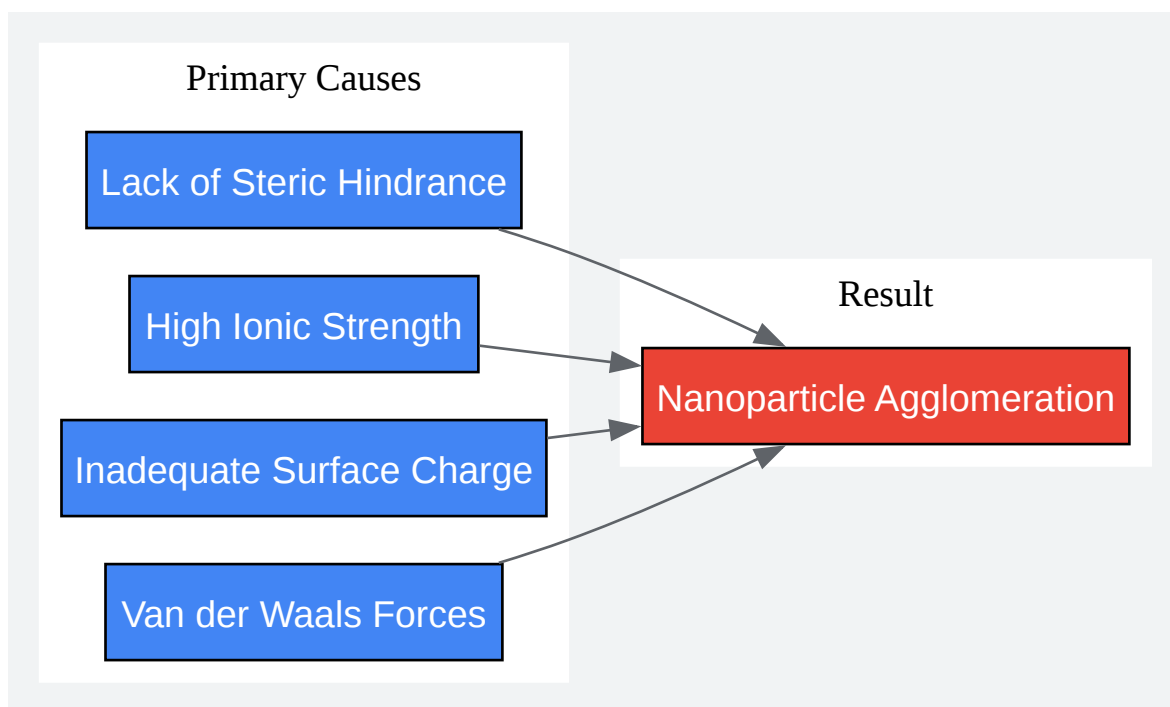 Primary Causes
Lack of Steric Hindrance
High Ionic Strength
Inadequate Surface Charge
Van der Waals Forces
Result
Nanoparticle Agglomeration